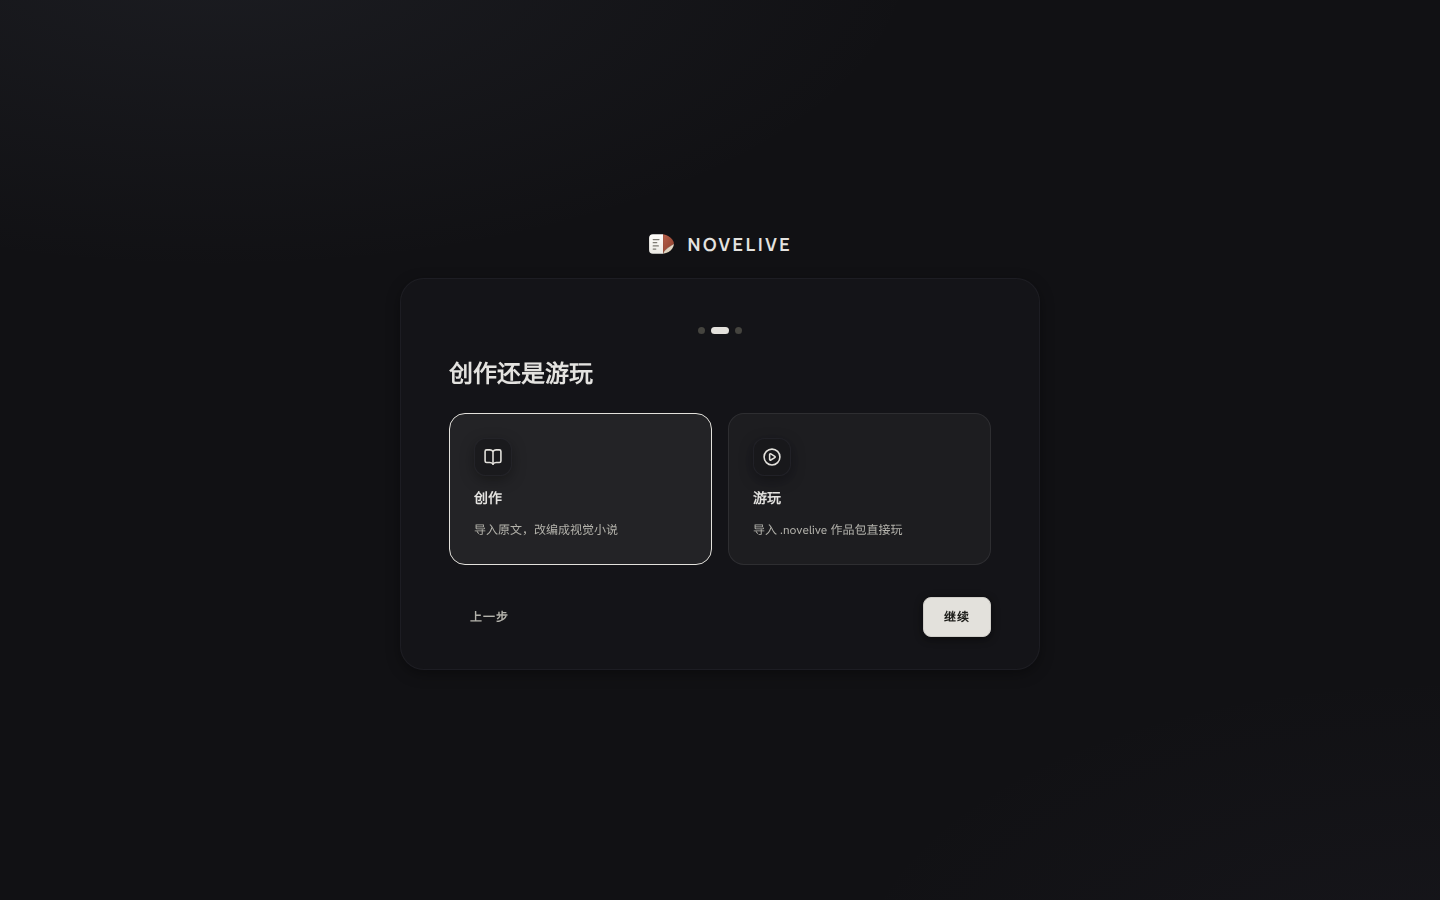 NOVELIVE
创作还是游玩
创作
导入原文，改编成视觉小说
游玩
导入 .novelive 作品包直接玩
上一步
继续